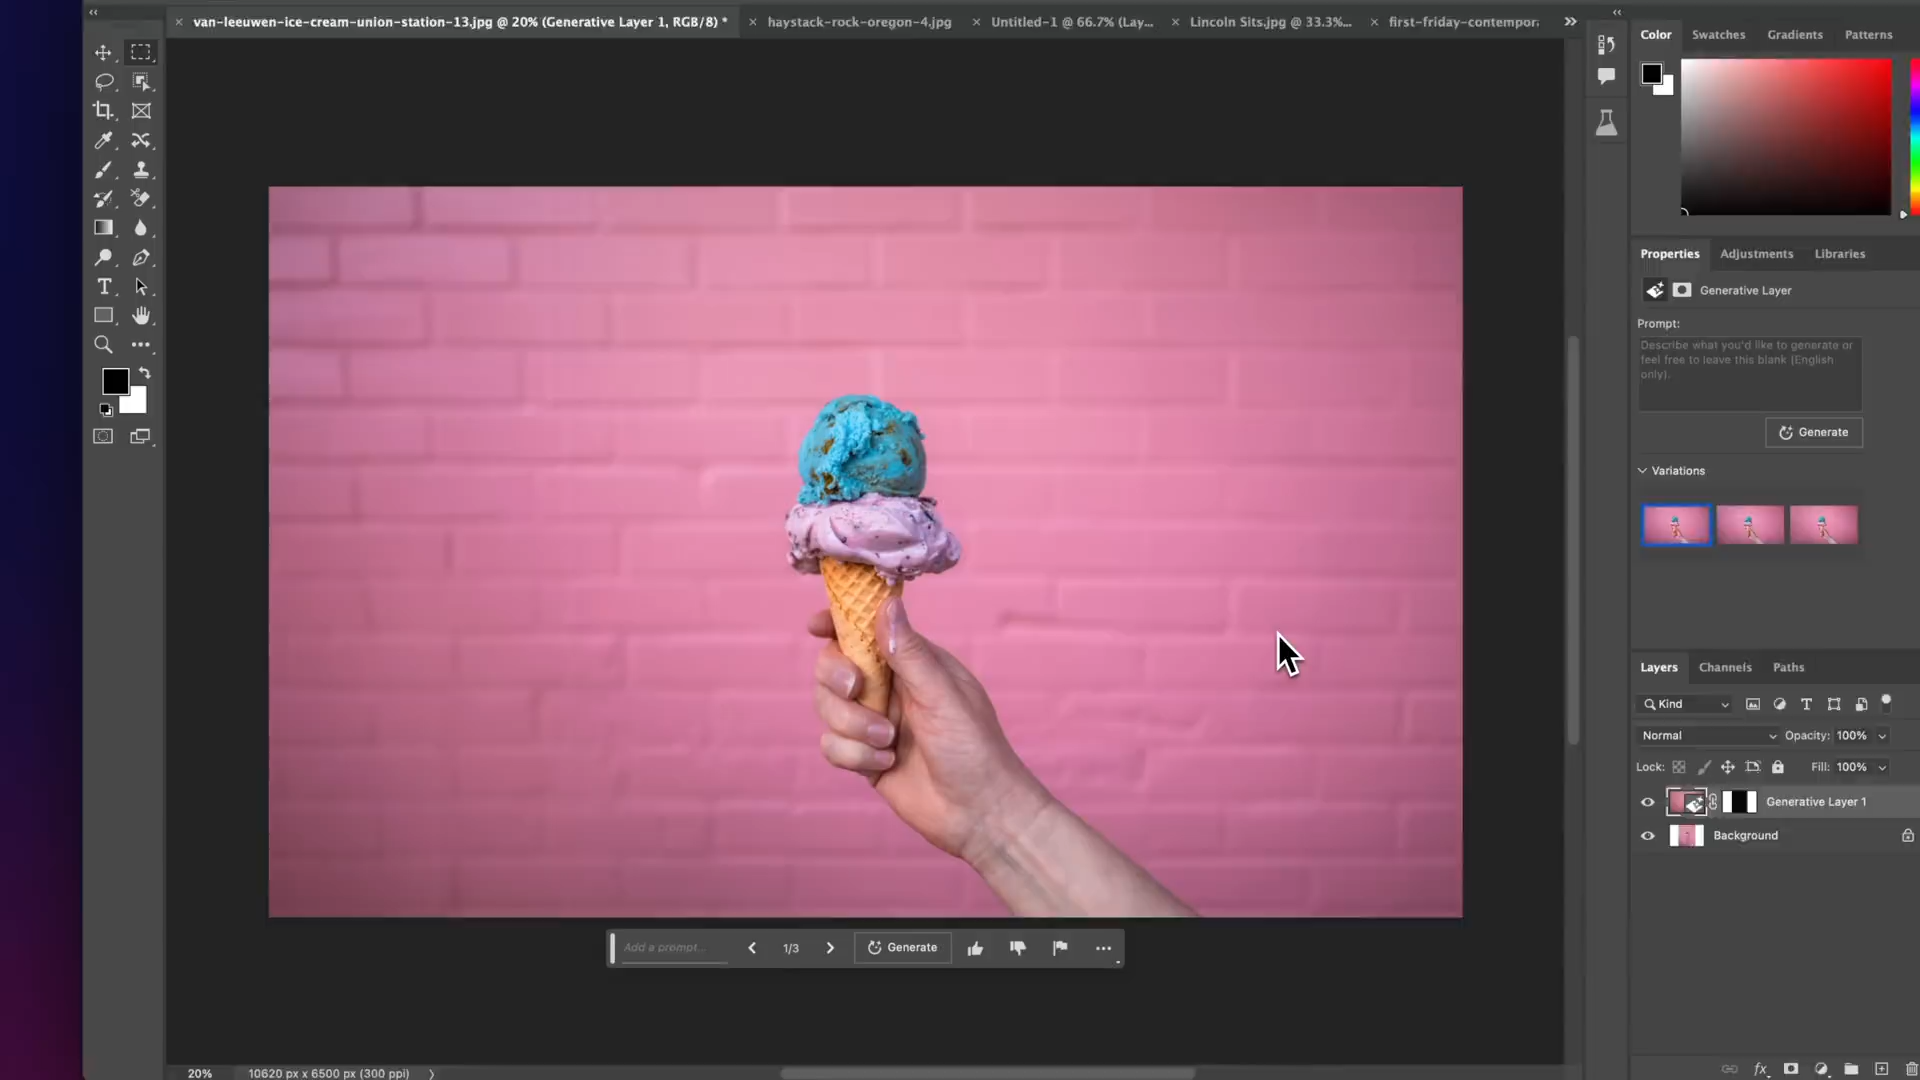 van-leeuwen-ice-cream-union-station-13.jpg @ 20% (Generative Layer 1, RGB/8) *
haystack-rock-oregon-4.jpg
Untitled-1 @ 66.7% (Lay...
Lincoln Sits.jpg @ 33.3%...
first-friday-contempor
Color
Swatches
Gradients
Patterns
Properties
Adjustments
Libraries
Generative Layer
Prompt:
Describe what you'd like to generate or
feel free to leave this blank (English
only).
Generate
Variations
Layers
Channels
Paths
Kind
Normal
Opacity: 100%
Lock:
Fill: 100%
Generative Layer 1
Background
Add a prompt...
1/3
Generate
20%
10620 px x 6500 px (300 ppi)
fx